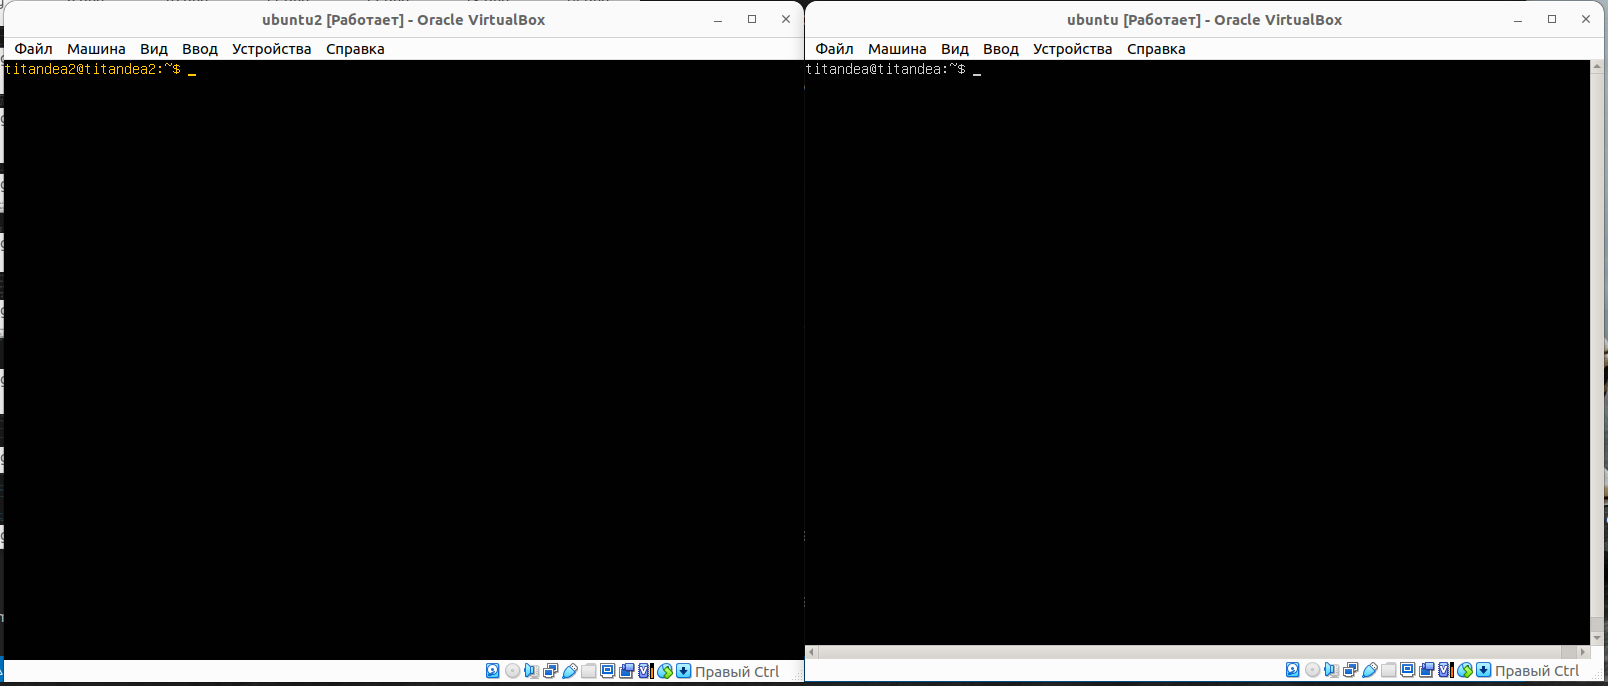 ubuntu2 [Работает] - Oracle VirtualBox
Файл Машина Вид Ввод Устройства Справка
titandea2@titandea2:~$ _
Правый Ctrl
ubuntu [Работает] - Oracle VirtualBox
Файл Машина Вид Ввод Устройства Справка
titandea@titandea:~$ _
Правый Ctrl